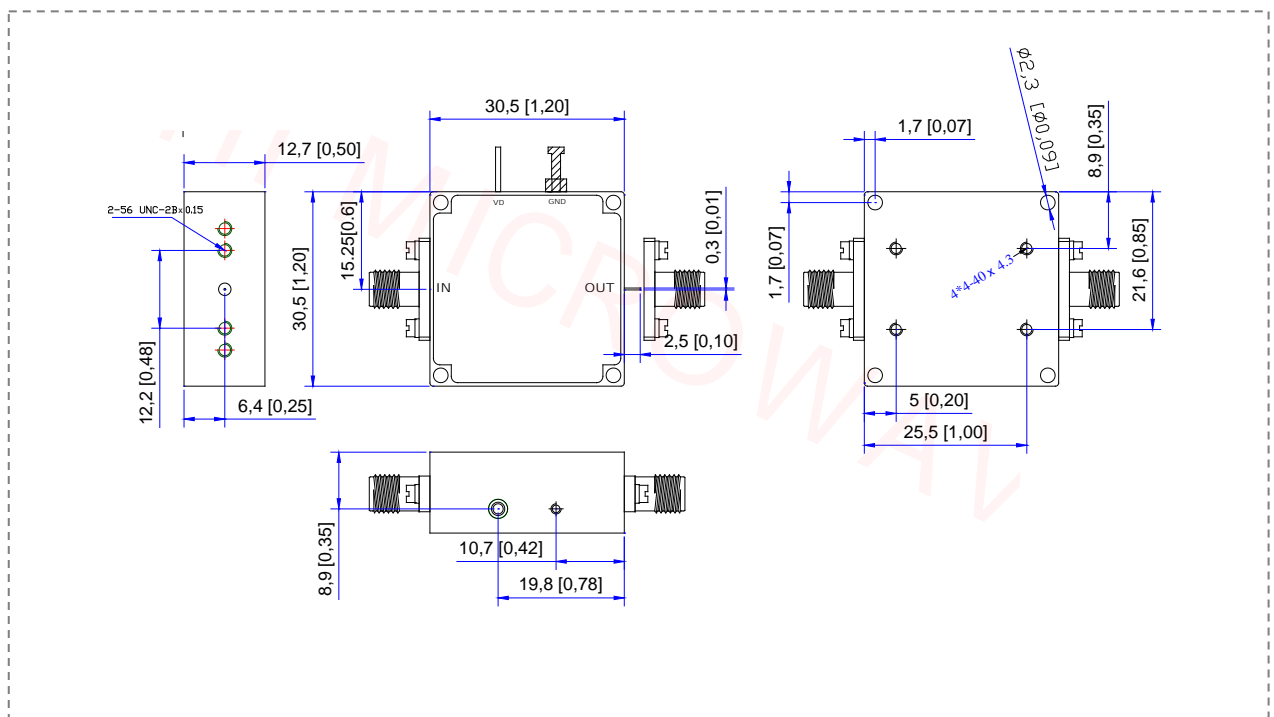 30,5 [1,20]
12,7 [0,50]
2-56 UNC-2B×0.15
12,2 [0,48]
6,4 [0,25]
30,5 [1,20]
15.25[0.6]
VD
GND
IN
OUT
0,3 [0,01]
2,5 [0,10]
1,7 [0,07]
1,7 [0,07]
⌀2,3 [⌀0,09]
8,9 [0,35]
21,6 [0,85]
4*4-40 x 4.3
5 [0,20]
25,5 [1,00]
8,9 [0,35]
10,7 [0,42]
19,8 [0,78]
MICROWAV